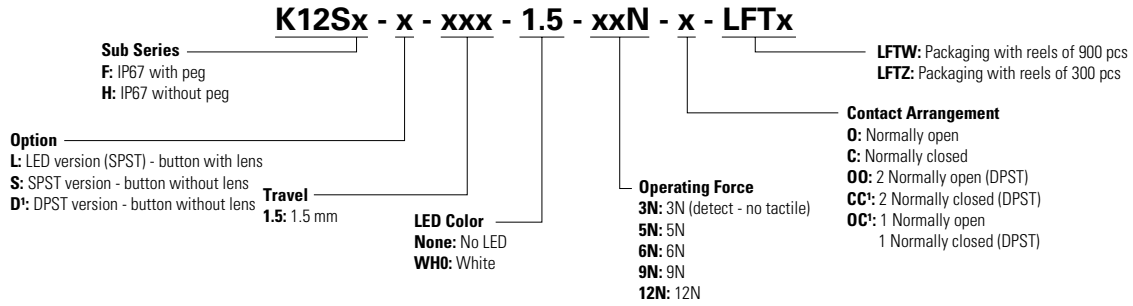 K12Sx - x - xxx - 1.5 - xxN - x - LFTx
Sub Series
F: IP67 with peg
H: IP67 without peg
Option
L: LED version (SPST) - button with lens
S: SPST version - button without lens
D¹: DPST version - button without lens
Travel
1.5: 1.5 mm
LED Color
None: No LED
WH0: White
Operating Force
3N: 3N (detect - no tactile)
5N: 5N
6N: 6N
9N: 9N
12N: 12N
Contact Arrangement
O: Normally open
C: Normally closed
OO: 2 Normally open (DPST)
CC¹: 2 Normally closed (DPST)
OC¹: 1 Normally open
1 Normally closed (DPST)
LFTW: Packaging with reels of 900 pcs
LFTZ: Packaging with reels of 300 pcs